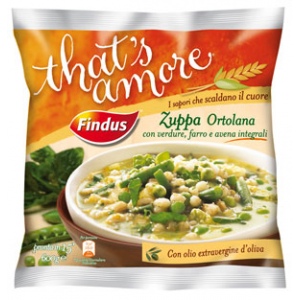 that's
amore
I sapori che scaldano il cuore
Findus
Zuppa Ortolana
con verdure, farro e avena integrali
Con olio extravergine d'oliva